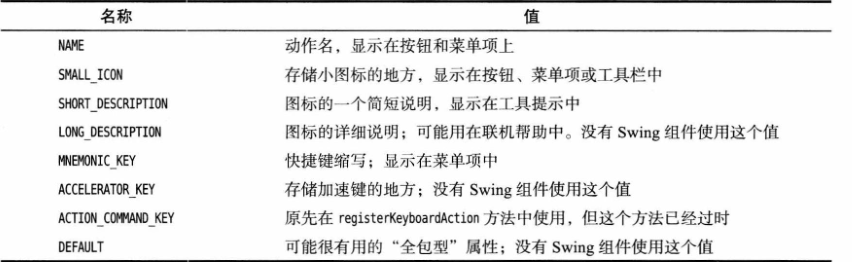 名称 值
NAME 动作名，显示在按钮和菜单项上
SMALL_ICON 存储小图标的地方，显示在按钮、菜单项或工具栏中
SHORT_DESCRIPTION 图标的一个简短说明，显示在工具提示中
LONG_DESCRIPTION 图标的详细说明；可能用在联机帮助中。没有 Swing 组件使用这个值
MNEMONIC_KEY 快捷键缩写；显示在菜单项中
ACCELERATOR_KEY 存储加速键的地方；没有 Swing 组件使用这个值
ACTION_COMMAND_KEY 原先在 registerKeyboardAction 方法中使用，但这个方法已经过时
DEFAULT 可能很有用的“全包型”属性；没有 Swing 组件使用这个值